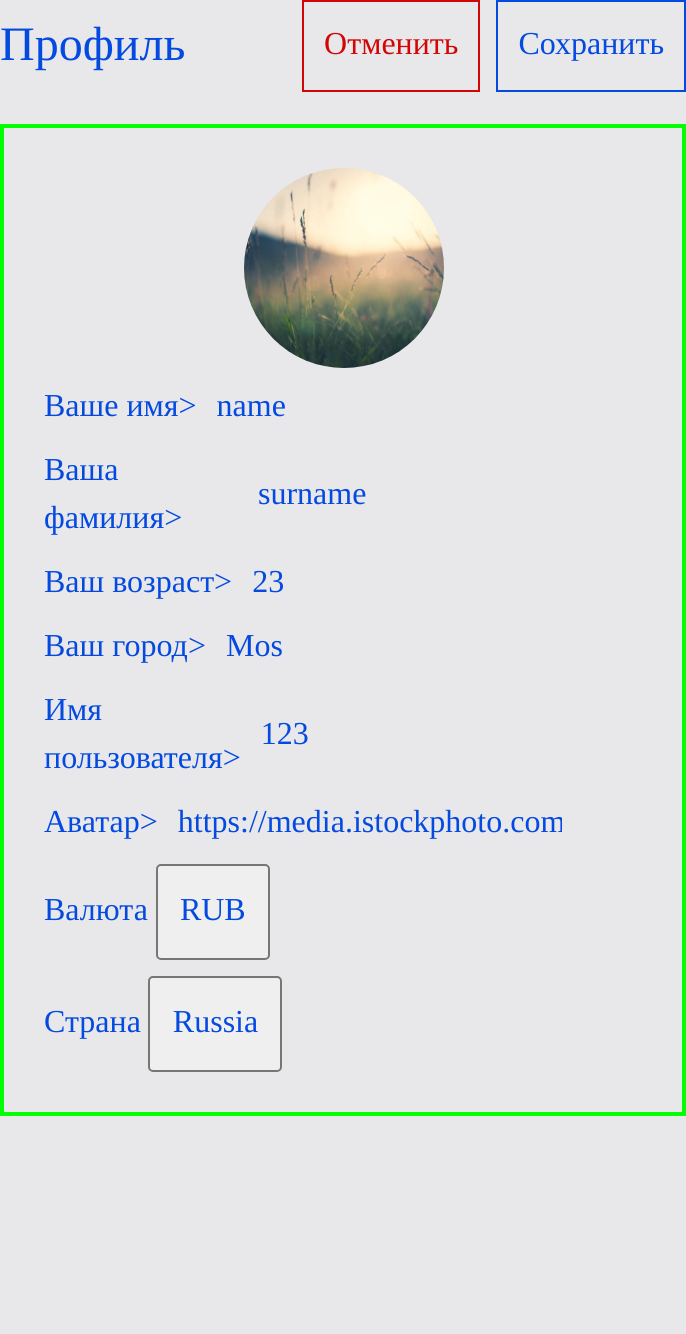 Профиль Отменить Сохранить
Ваше имя> name
Ваша
фамилия> surname
Ваш возраст> 23
Ваш город> Mos
Имя
пользователя> 123
Аватар> https://media.istockphoto.com
Валюта RUB
Страна Russia